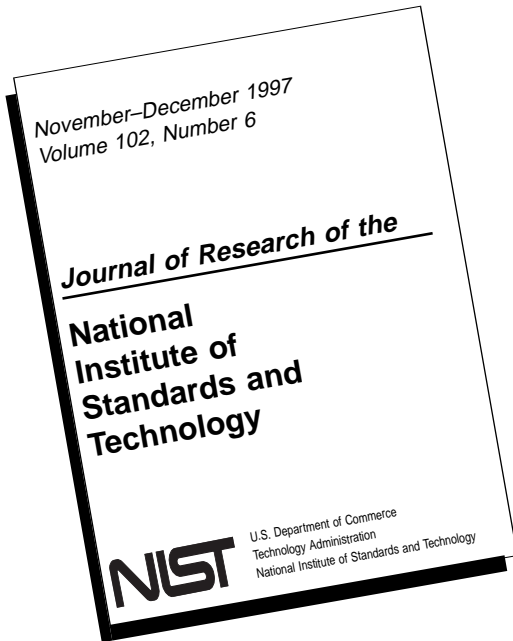 November–December 1997
Volume 102, Number 6
Journal of Research of the
National
Institute of
Standards and
Technology
NIST
U.S. Department of Commerce
Technology Administration
National Institute of Standards and Technology